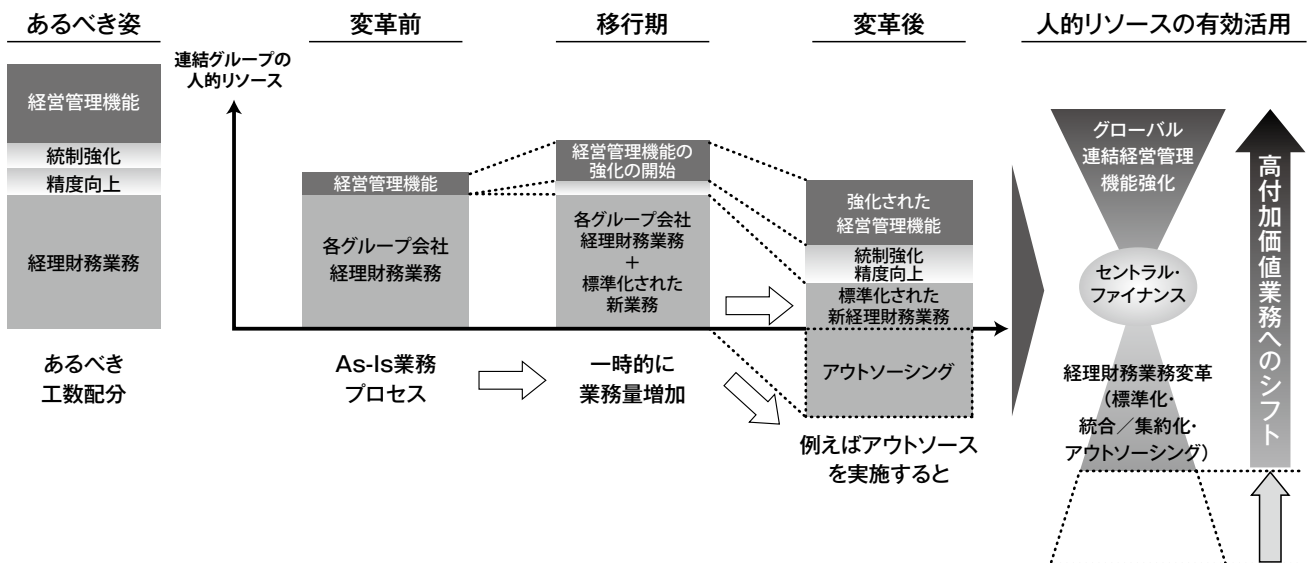 あるべき姿
変革前
移行期
変革後
人的リソースの有効活用
経営管理機能
統制強化
精度向上
経理財務業務
あるべき
工数配分
連結グループの
人的リソース
経営管理機能
各グループ会社
経理財務業務
As-Is業務
プロセス
経営管理機能の
強化の開始
各グループ会社
経理財務業務
+
標準化された
新業務
一時的に
業務量増加
強化された
経営管理機能
統制強化
精度向上
標準化された
新経理財務業務
アウトソーシング
例えばアウトソース
を実施すると
グローバル
連結経営管理
機能強化
セントラル・
ファイナンス
経理財務業務変革
(標準化・
統合／集約化・
アウトソーシング)
高付加価値業務へのシフト